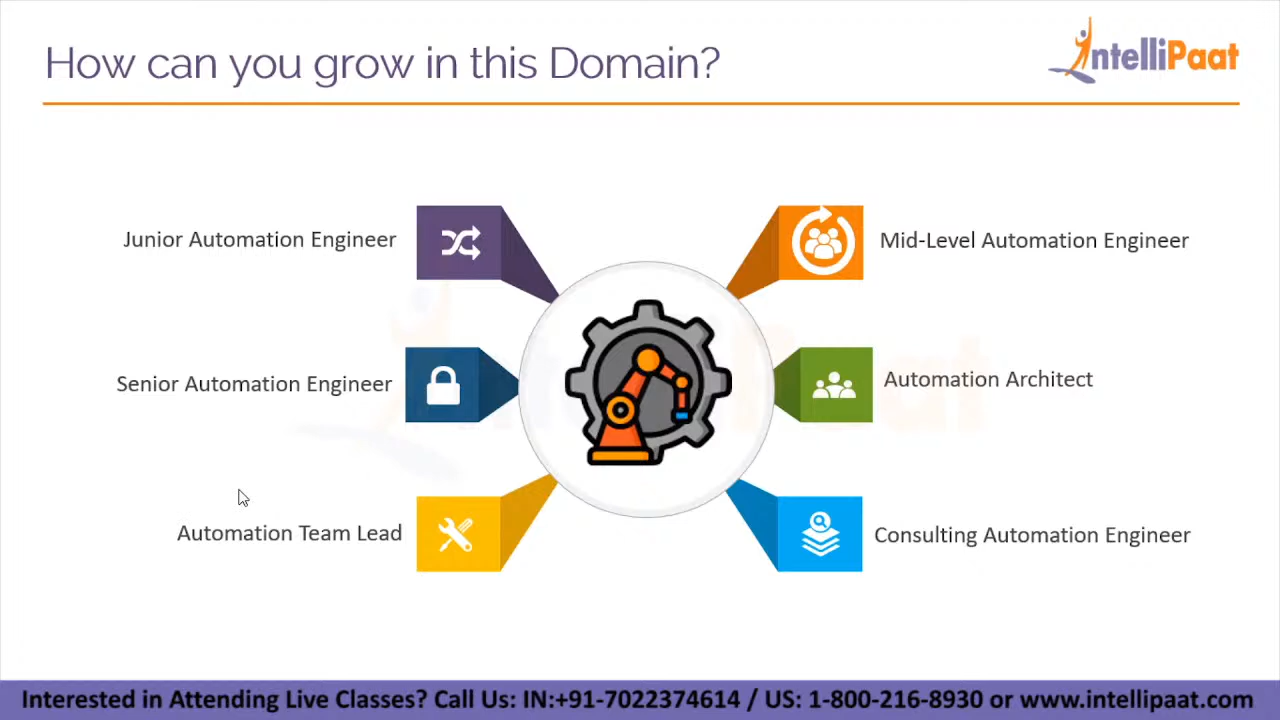 How can you grow in this Domain?
IntelliPaat
Junior Automation Engineer
Mid-Level Automation Engineer
Senior Automation Engineer
Automation Architect
Automation Team Lead
Consulting Automation Engineer
Interested in Attending Live Classes? Call Us: IN:+91-7022374614 / US: 1-800-216-8930 or www.intellipaat.com